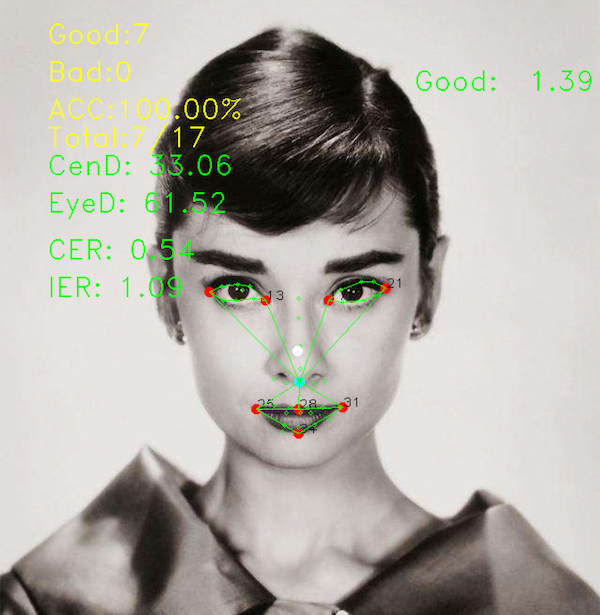 Good:7
Bad:0
Good: 1.39
ACC:100.00%
Total:7/17
CenD: 33.06
EyeD: 61.52
CER: 0.54
IER: 1.09
13
21
25
28
31